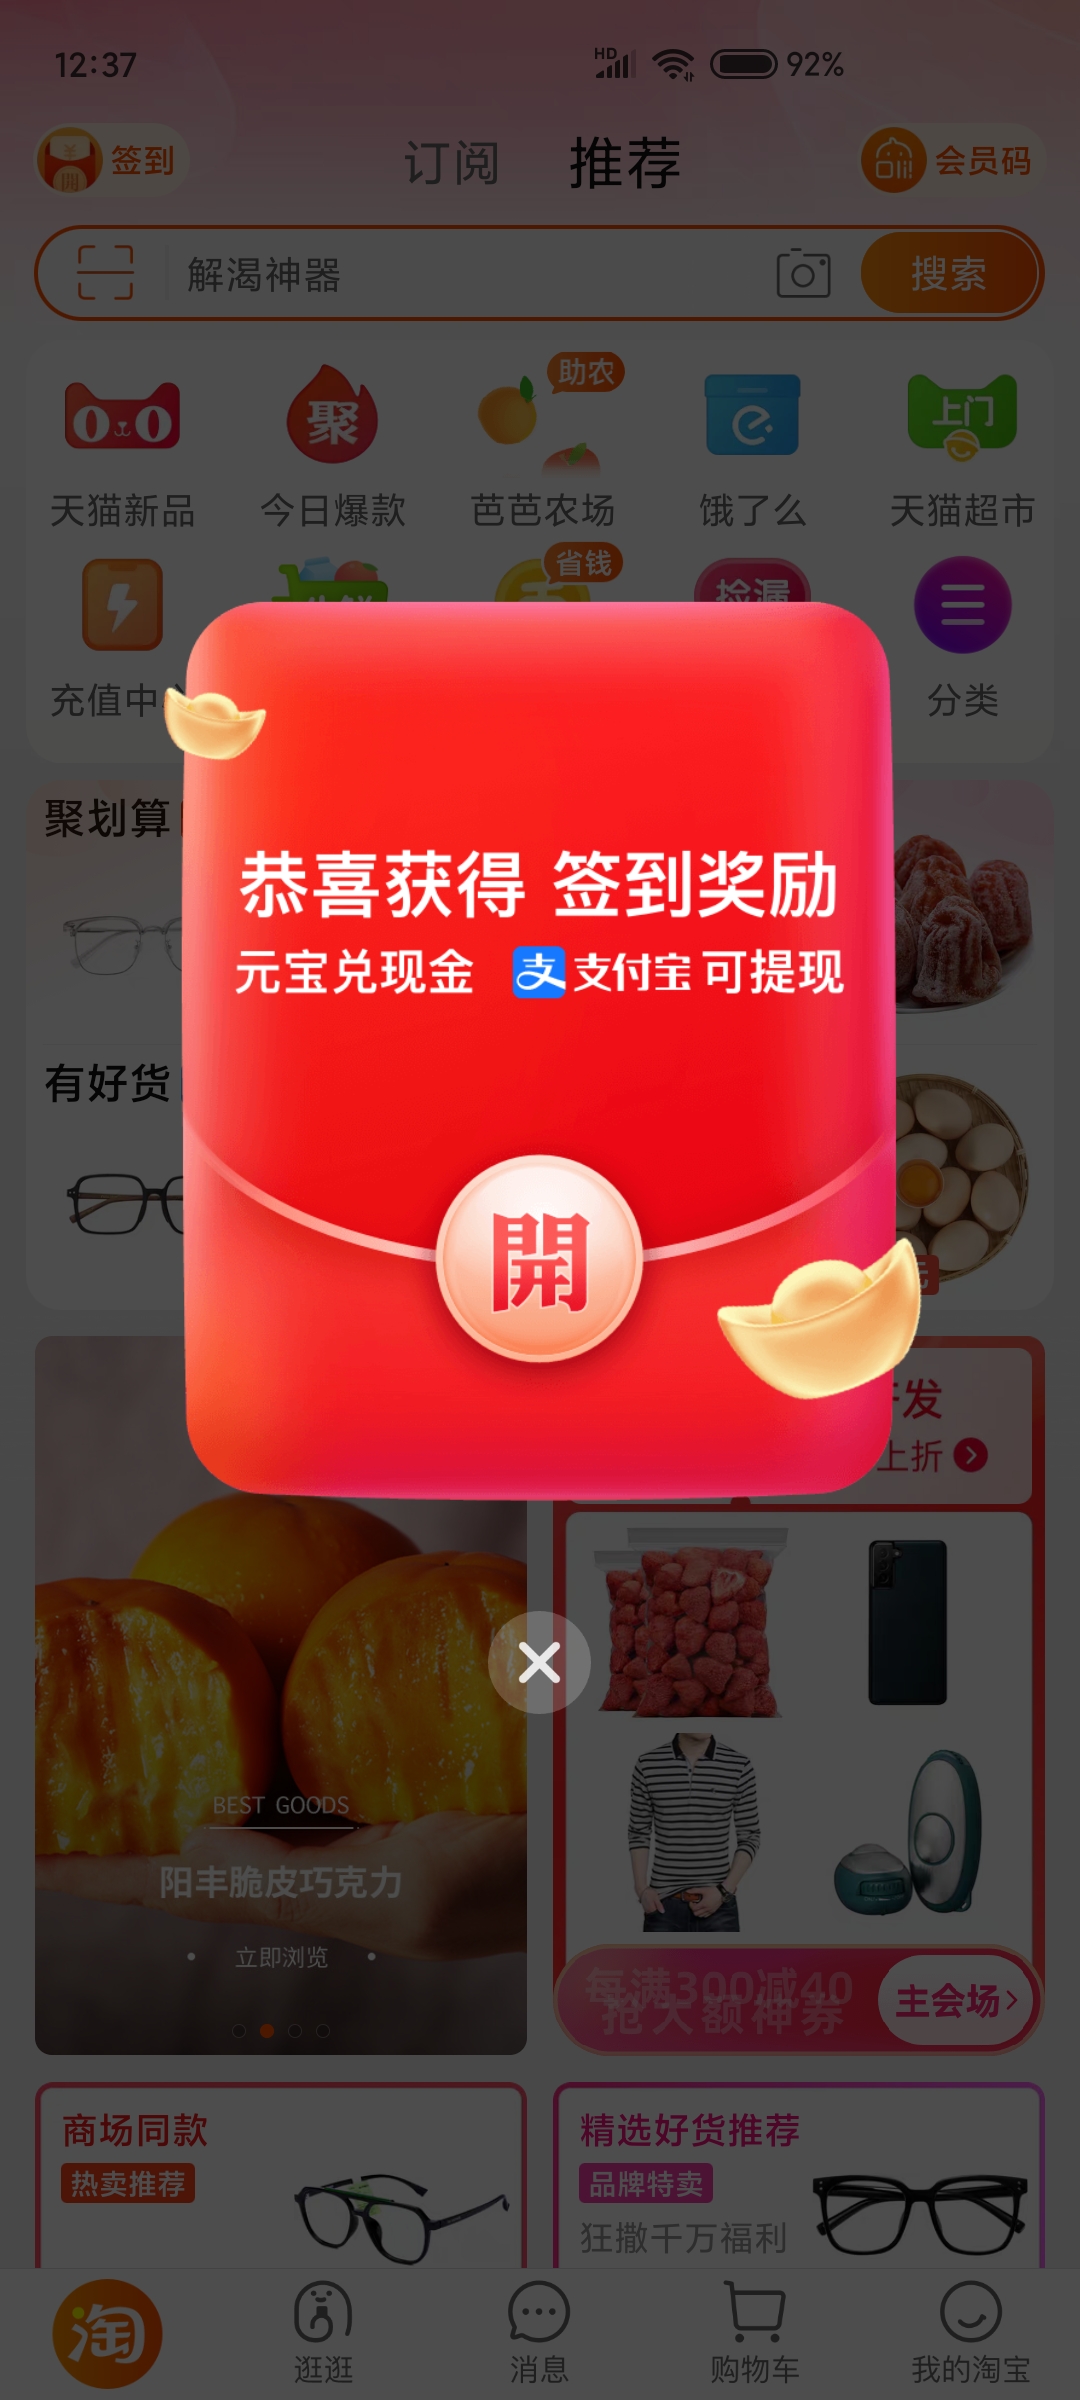 12:37
HD
92%
签到
订阅 推荐
会员码
解渴神器
搜索
助农
聚
上门
天猫新品
今日爆款
芭芭农场
饿了么
天猫超市
省钱
捡漏
充值中
分类
聚划算
恭喜获得 签到奖励
元宝兑现金 支 支付宝 可提现
有好货
開
发
上折
BEST GOODS
阳丰脆皮巧克力
立即浏览
每满300减40
抢大额神券
主会场
商场同款
热卖推荐
精选好货推荐
品牌特卖
狂撒千万福利
淘
逛逛
消息
购物车
我的淘宝